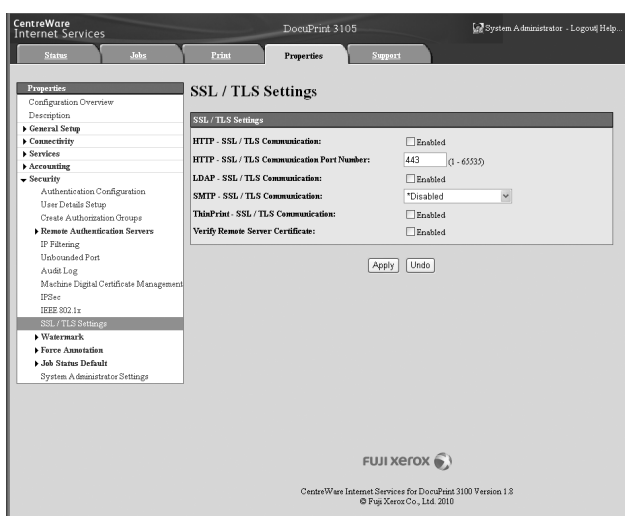 CentreWare
Internet Services
DocuPrint 3105
System Administrator - Logout| Help...
Status
Jobs
Print
Properties
Support
Properties
Configuration Overview
Description
General Setup
Connectivity
Services
Accounting
Security
Authentication Configuration
User Details Setup
Create Authorization Groups
Remote Authentication Servers
IP Filtering
Unbounded Port
Audit Log
Machine Digital Certificate Management
IPSec
IEEE 802.1x
SSL / TLS Settings
Watermark
Force Annotation
Job Status Default
System Administrator Settings
SSL / TLS Settings
SSL / TLS Settings
HTTP - SSL / TLS Communication: Enabled
HTTP - SSL / TLS Communication Port Number: 443 (1 - 65535)
LDAP - SSL / TLS Communication: Enabled
SMTP - SSL / TLS Communication: *Disabled
ThinPrint - SSL / TLS Communication: Enabled
Verify Remote Server Certificate: Enabled
Apply Undo
FUJI xerox
CentreWare Internet Services for DocuPrint 3100 Version 1.8
© Fuji Xerox Co., Ltd. 2010